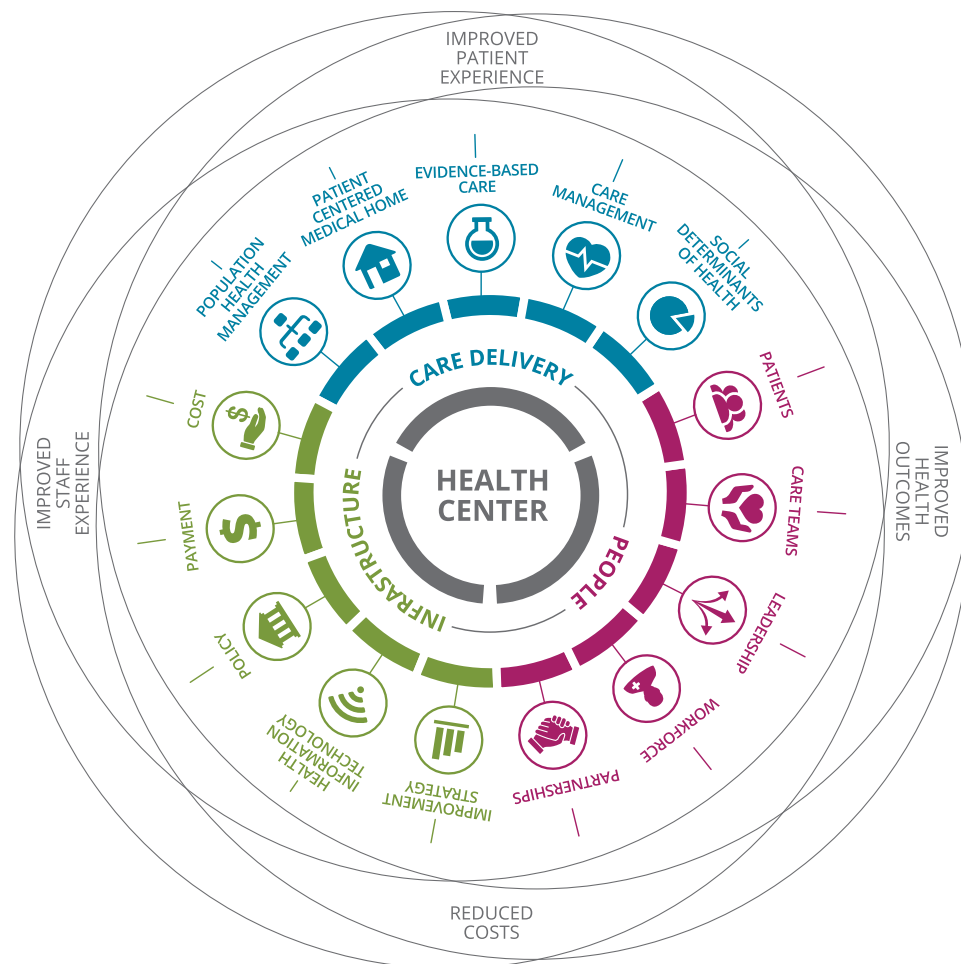 IMPROVED
PATIENT
EXPERIENCE
EVIDENCE-BASED
CARE
CARE
MANAGEMENT
SOCIAL
DETERMINANTS
OF HEALTH
PATIENTS
CARE TEAMS
LEADERSHIP
WORKFORCE
PARTNERSHIPS
IMPROVEMENT
STRATEGY
HEALTH
INFORMATION
TECHNOLOGY
POLICY
PAYMENT
COST
POPULATION
HEALTH
MANAGEMENT
PATIENT
CENTERED
MEDICAL HOME
CARE DELIVERY
PEOPLE
INFRASTRUCTURE
HEALTH
CENTER
IMPROVED
STAFF
EXPERIENCE
IMPROVED
HEALTH
OUTCOMES
REDUCED
COSTS